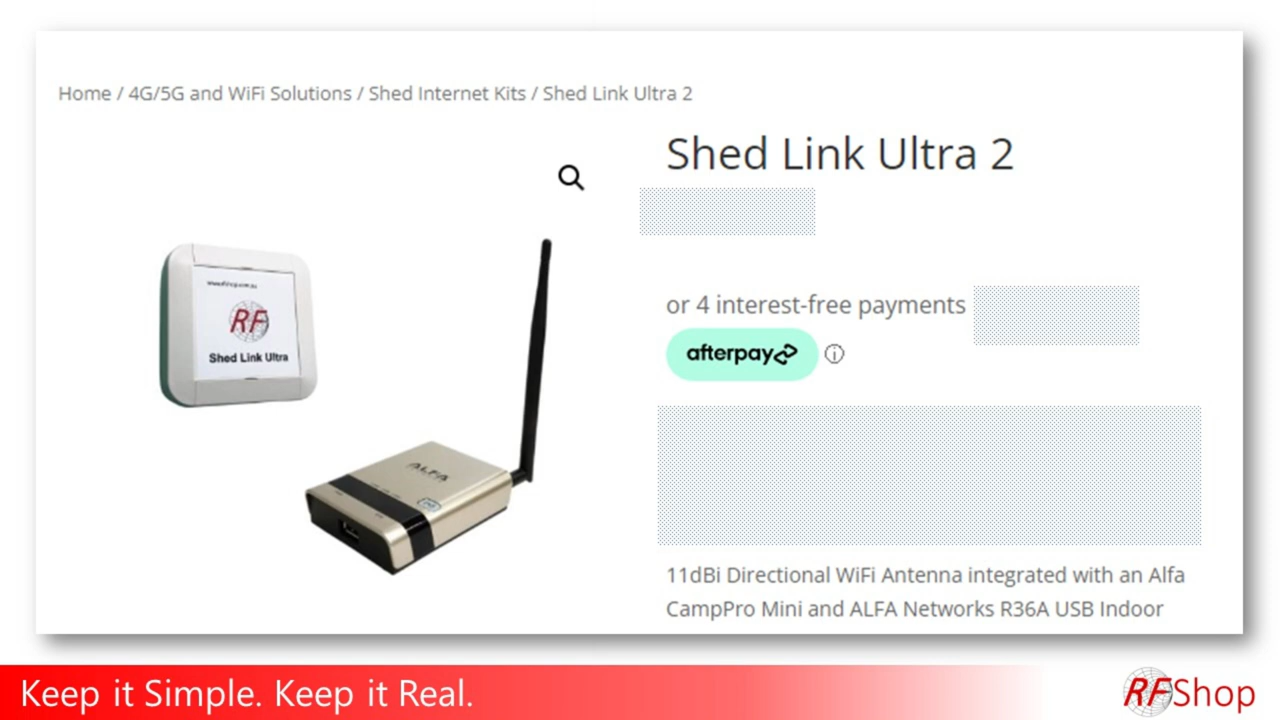 Home / 4G/5G and WiFi Solutions / Shed Internet Kits / Shed Link Ultra 2
Shed Link Ultra 2
www.rfshop.com.au
RF
Shed Link Ultra
or 4 interest-free payments
afterpay
ALFA
11dBi Directional WiFi Antenna integrated with an Alfa
CampPro Mini and ALFA Networks R36A USB Indoor
Keep it Simple. Keep it Real.
RFShop